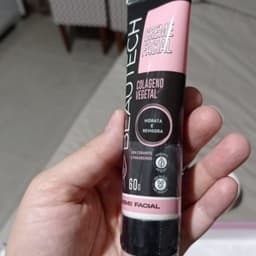 CREME
FACIAL
BEAUTECH
COLÁGENO
VEGETAL
HIDRATA E
REVIGORA
60g
CREME FACIAL